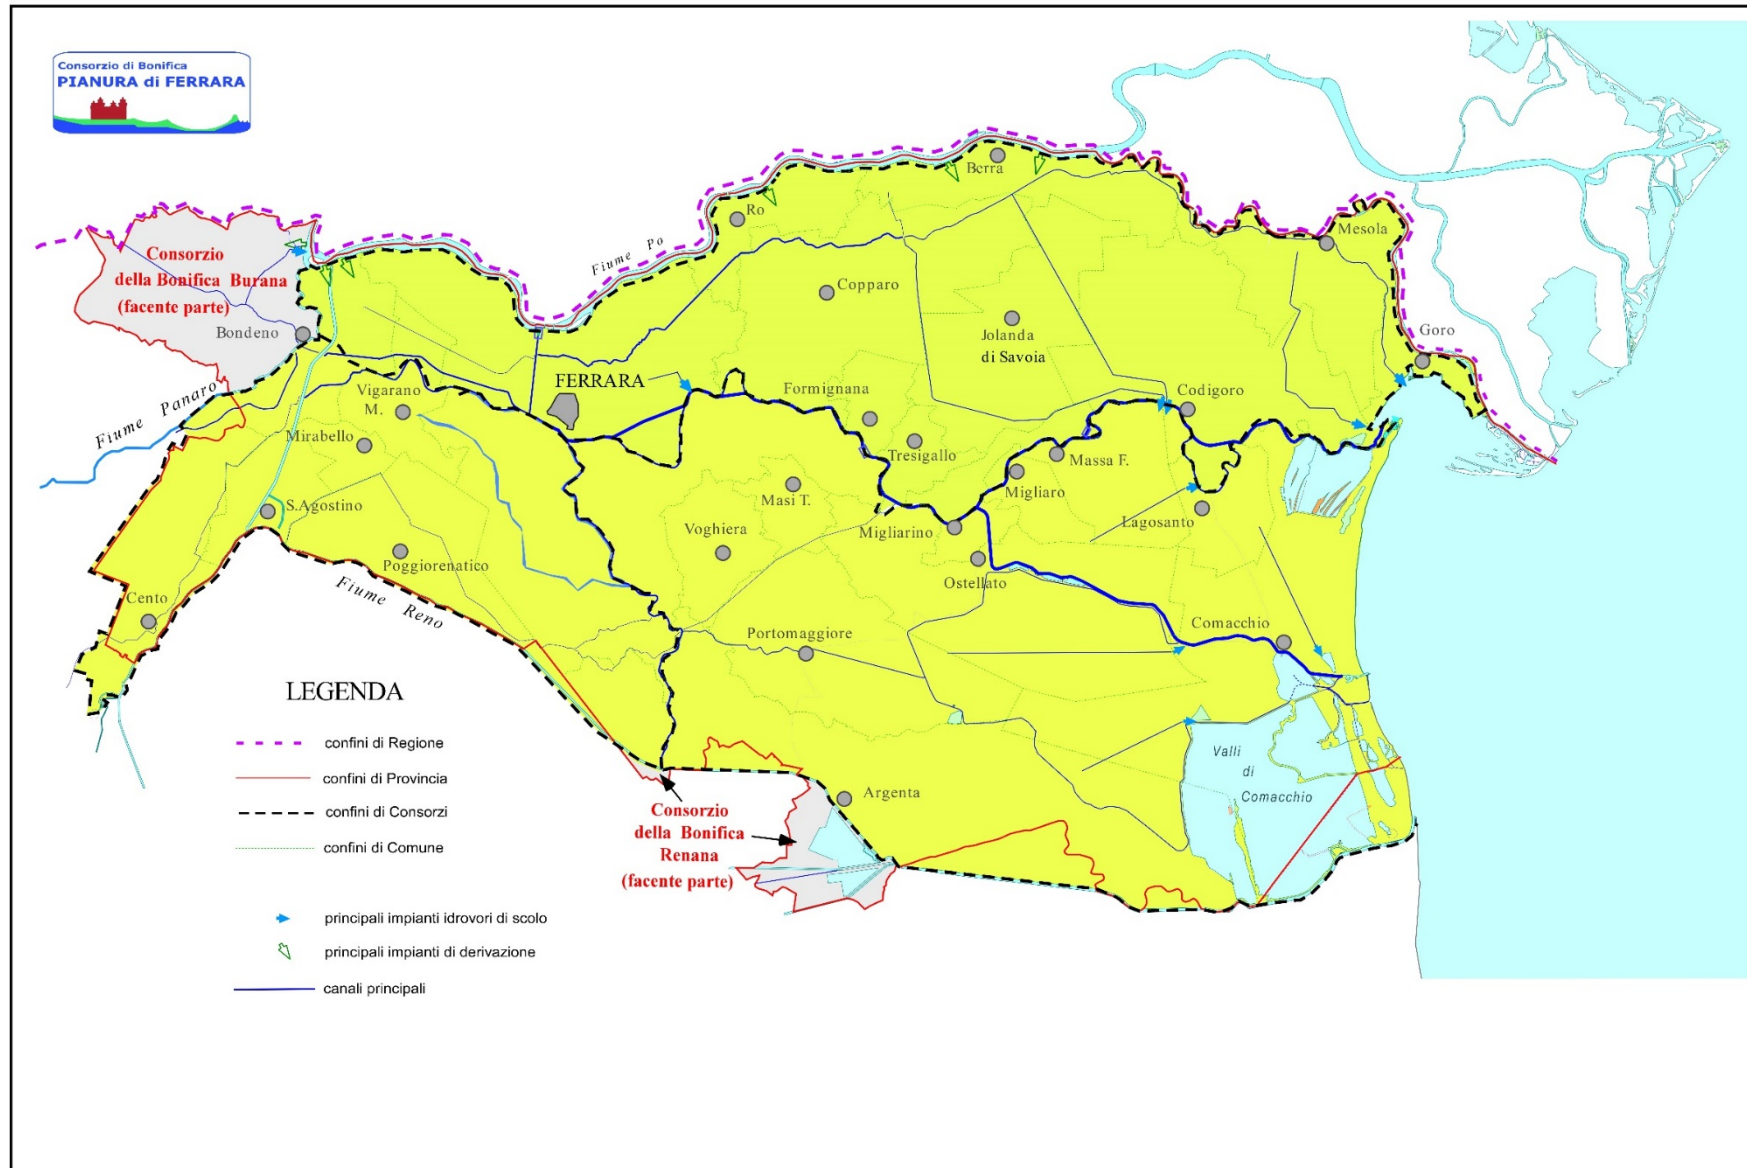 Consorzio di Bonifica
PIANURA di FERRARA
Consorzio
della Bonifica Burana
(facente parte)
Bondeno
Fiume Panaro
Fiume Po
Ro
Berra
Mesola
Goro
Copparo
Jolanda
di Savoia
FERRARA
Formignana
Codigoro
Vigarano
M.
Mirabello
Tresigallo
Massa F.
Migliaro
Masi T.
S.Agostino
Voghiera
Migliarino
Lagosanto
Poggiorenatico
Ostellato
Fiume Reno
Cento
Portomaggiore
Comacchio
Valli
di
Comacchio
Argenta
Consorzio
della Bonifica
Renana
(facente parte)
LEGENDA
confini di Regione
confini di Provincia
confini di Consorzi
confini di Comune
principali impianti idrovori di scolo
principali impianti di derivazione
canali principali